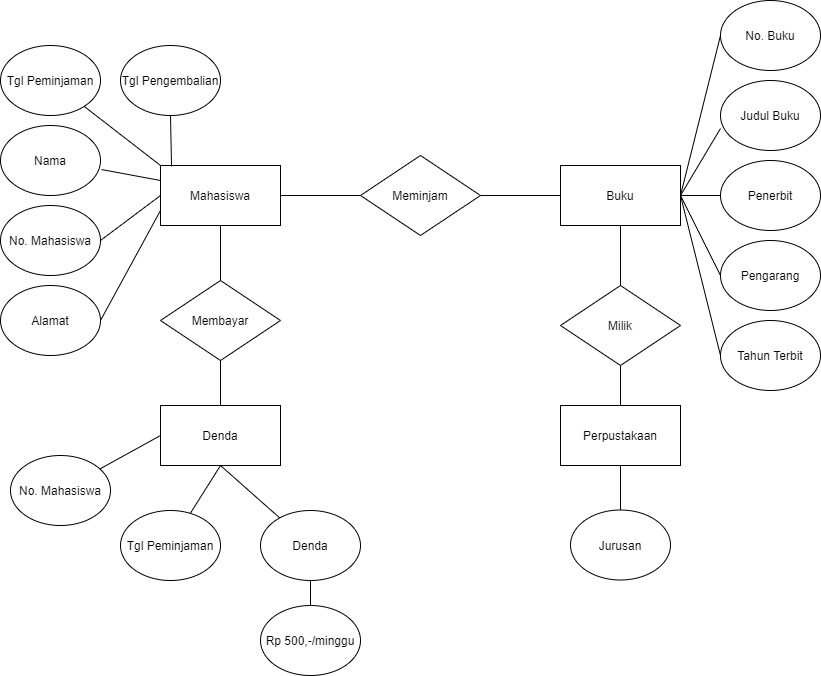 No. Buku
Tgl Peminjaman
Tgl Pengembalian
Judul Buku
Nama
Mahasiswa
Meminjam
Buku
Penerbit
No. Mahasiswa
Pengarang
Alamat
Membayar
Milik
Tahun Terbit
Denda
Perpustakaan
No. Mahasiswa
Tgl Peminjaman
Denda
Jurusan
Rp 500,-/minggu